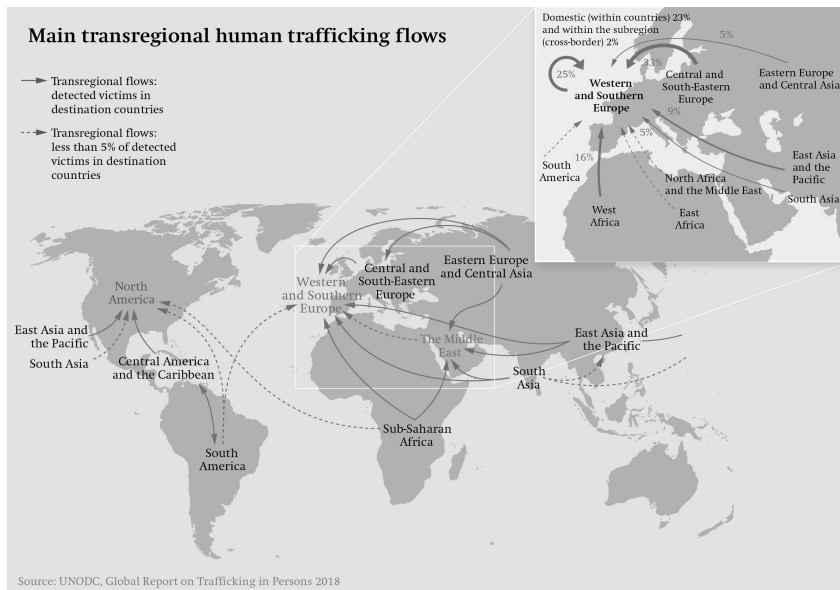 Main transregional human trafficking flows
Transregional flows:
detected victims in
destination countries
Transregional flows:
less than 5% of detected
victims in destination
countries
Domestic (within countries) 23%
and within the subregion
(cross-border) 2%
5%
25%
33%
Western
and Southern
Europe
Central and
South-Eastern
Europe
Eastern Europe
and Central Asia
9%
5%
16%
South
America
North Africa
and the Middle East
East Asia
and the
Pacific
South Asia
West
Africa
East
Africa
North
America
Western
and Southern
Europe
Central and
South-Eastern
Europe
Eastern Europe
and Central Asia
East Asia and
the Pacific
South Asia
Central America
and the Caribbean
The Middle
East
East Asia and
the Pacific
South
Asia
Sub-Saharan
Africa
South
America
Source: UNODC, Global Report on Trafficking in Persons 2018